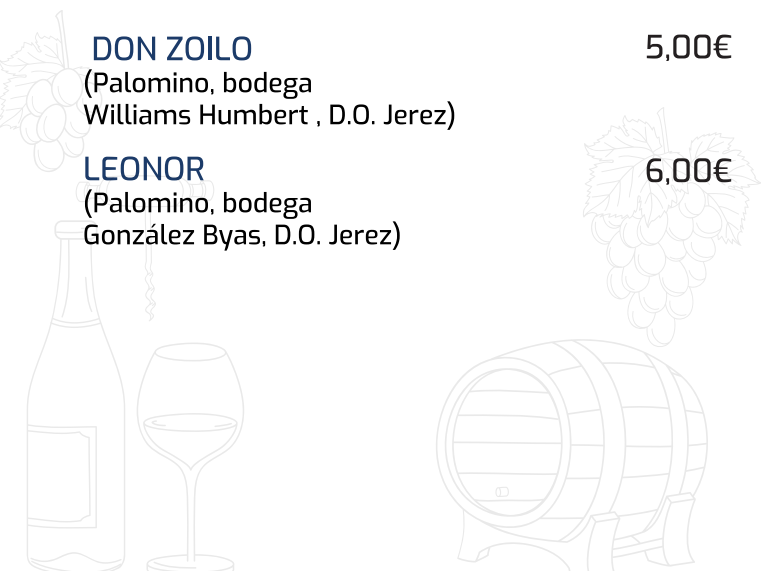 DON ZOILO 5,00€
(Palomino, bodega
Williams Humbert , D.O. Jerez)
LEONOR 6,00€
(Palomino, bodega
González Byas, D.O. Jerez)